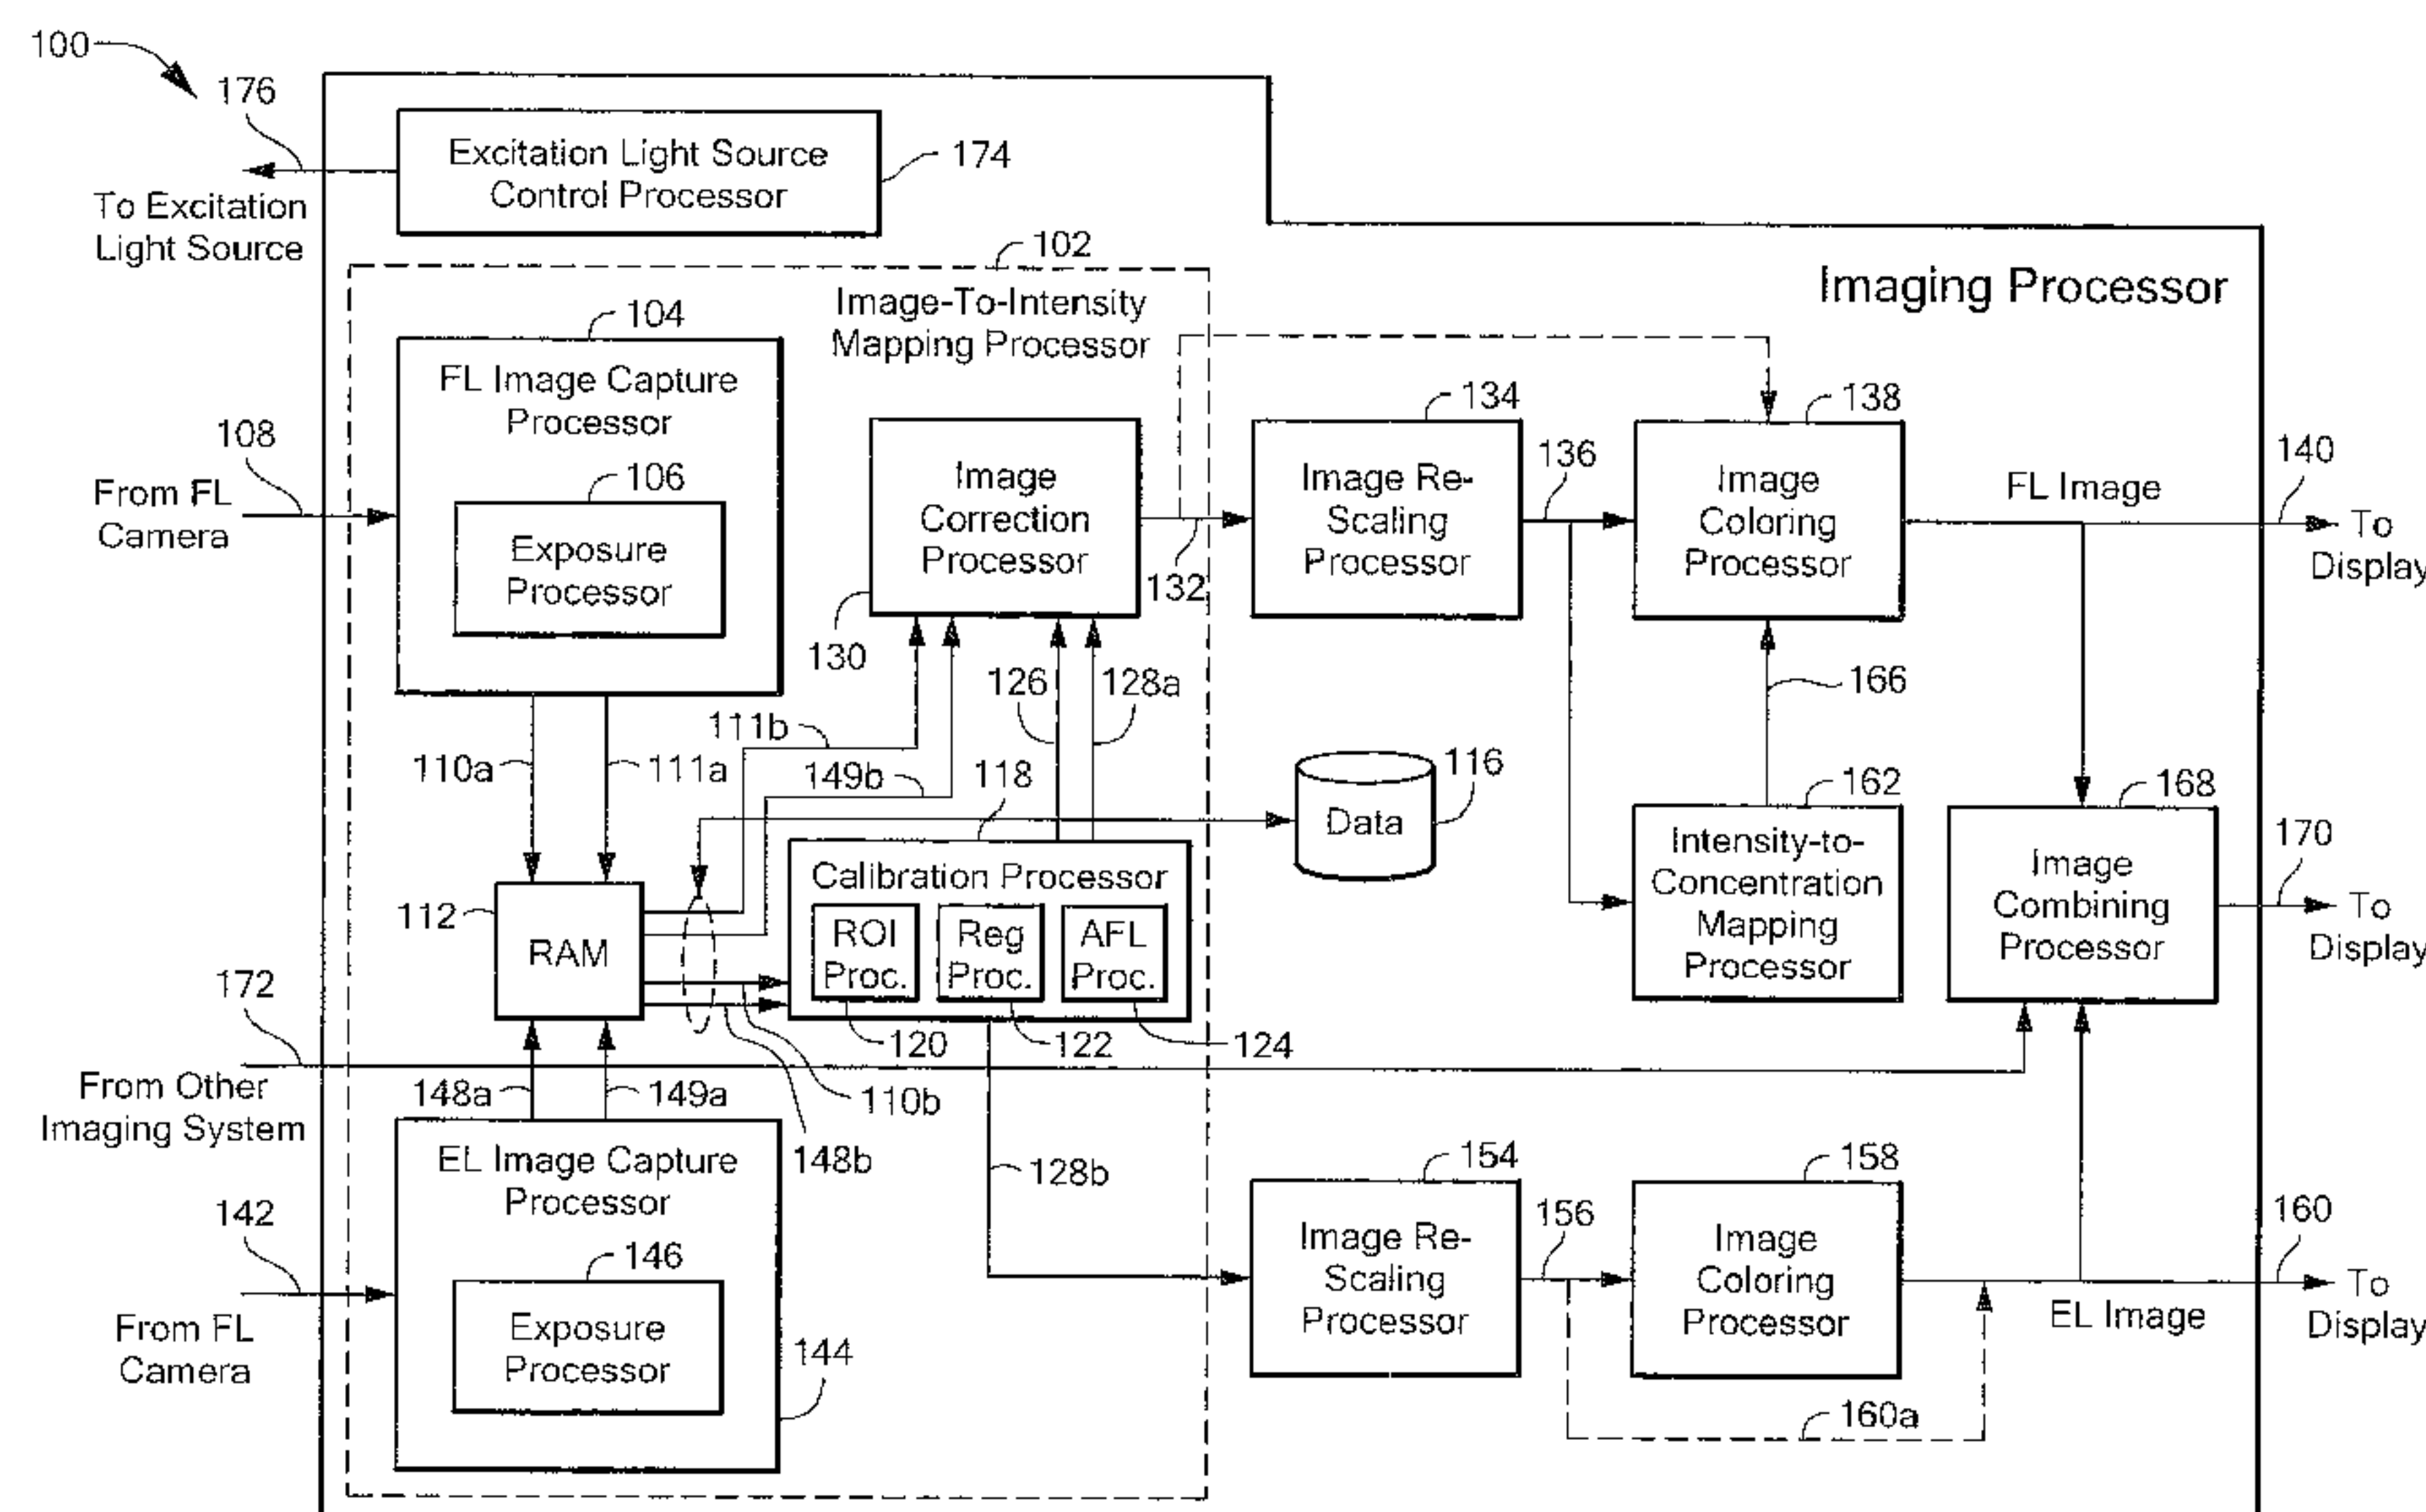 100
176
Excitation Light Source
Control Processor
174
To Excitation
Light Source
102
Image-To-Intensity
Mapping Processor
Imaging Processor
104
FL Image Capture
Processor
106
Exposure
Processor
108
From FL
Camera
Image
Correction
Processor
130
132
134
Image Re-
Scaling
Processor
136
138
Image
Coloring
Processor
FL Image
140
To
Display
110a
111a
111b
149b
126
128a
118
116
Data
166
162
Intensity-to-
Concentration
Mapping
Processor
168
Image
Combining
Processor
170
To
Display
112
RAM
Calibration Processor
ROI
Proc.
Reg
Proc.
AFL
Proc.
120
122
124
172
From Other
Imaging System
148a
149a
110b
148b
128b
EL Image Capture
Processor
146
Exposure
Processor
144
142
From FL
Camera
154
Image Re-
Scaling
Processor
156
158
Image
Coloring
Processor
160a
EL Image
160
To
Display